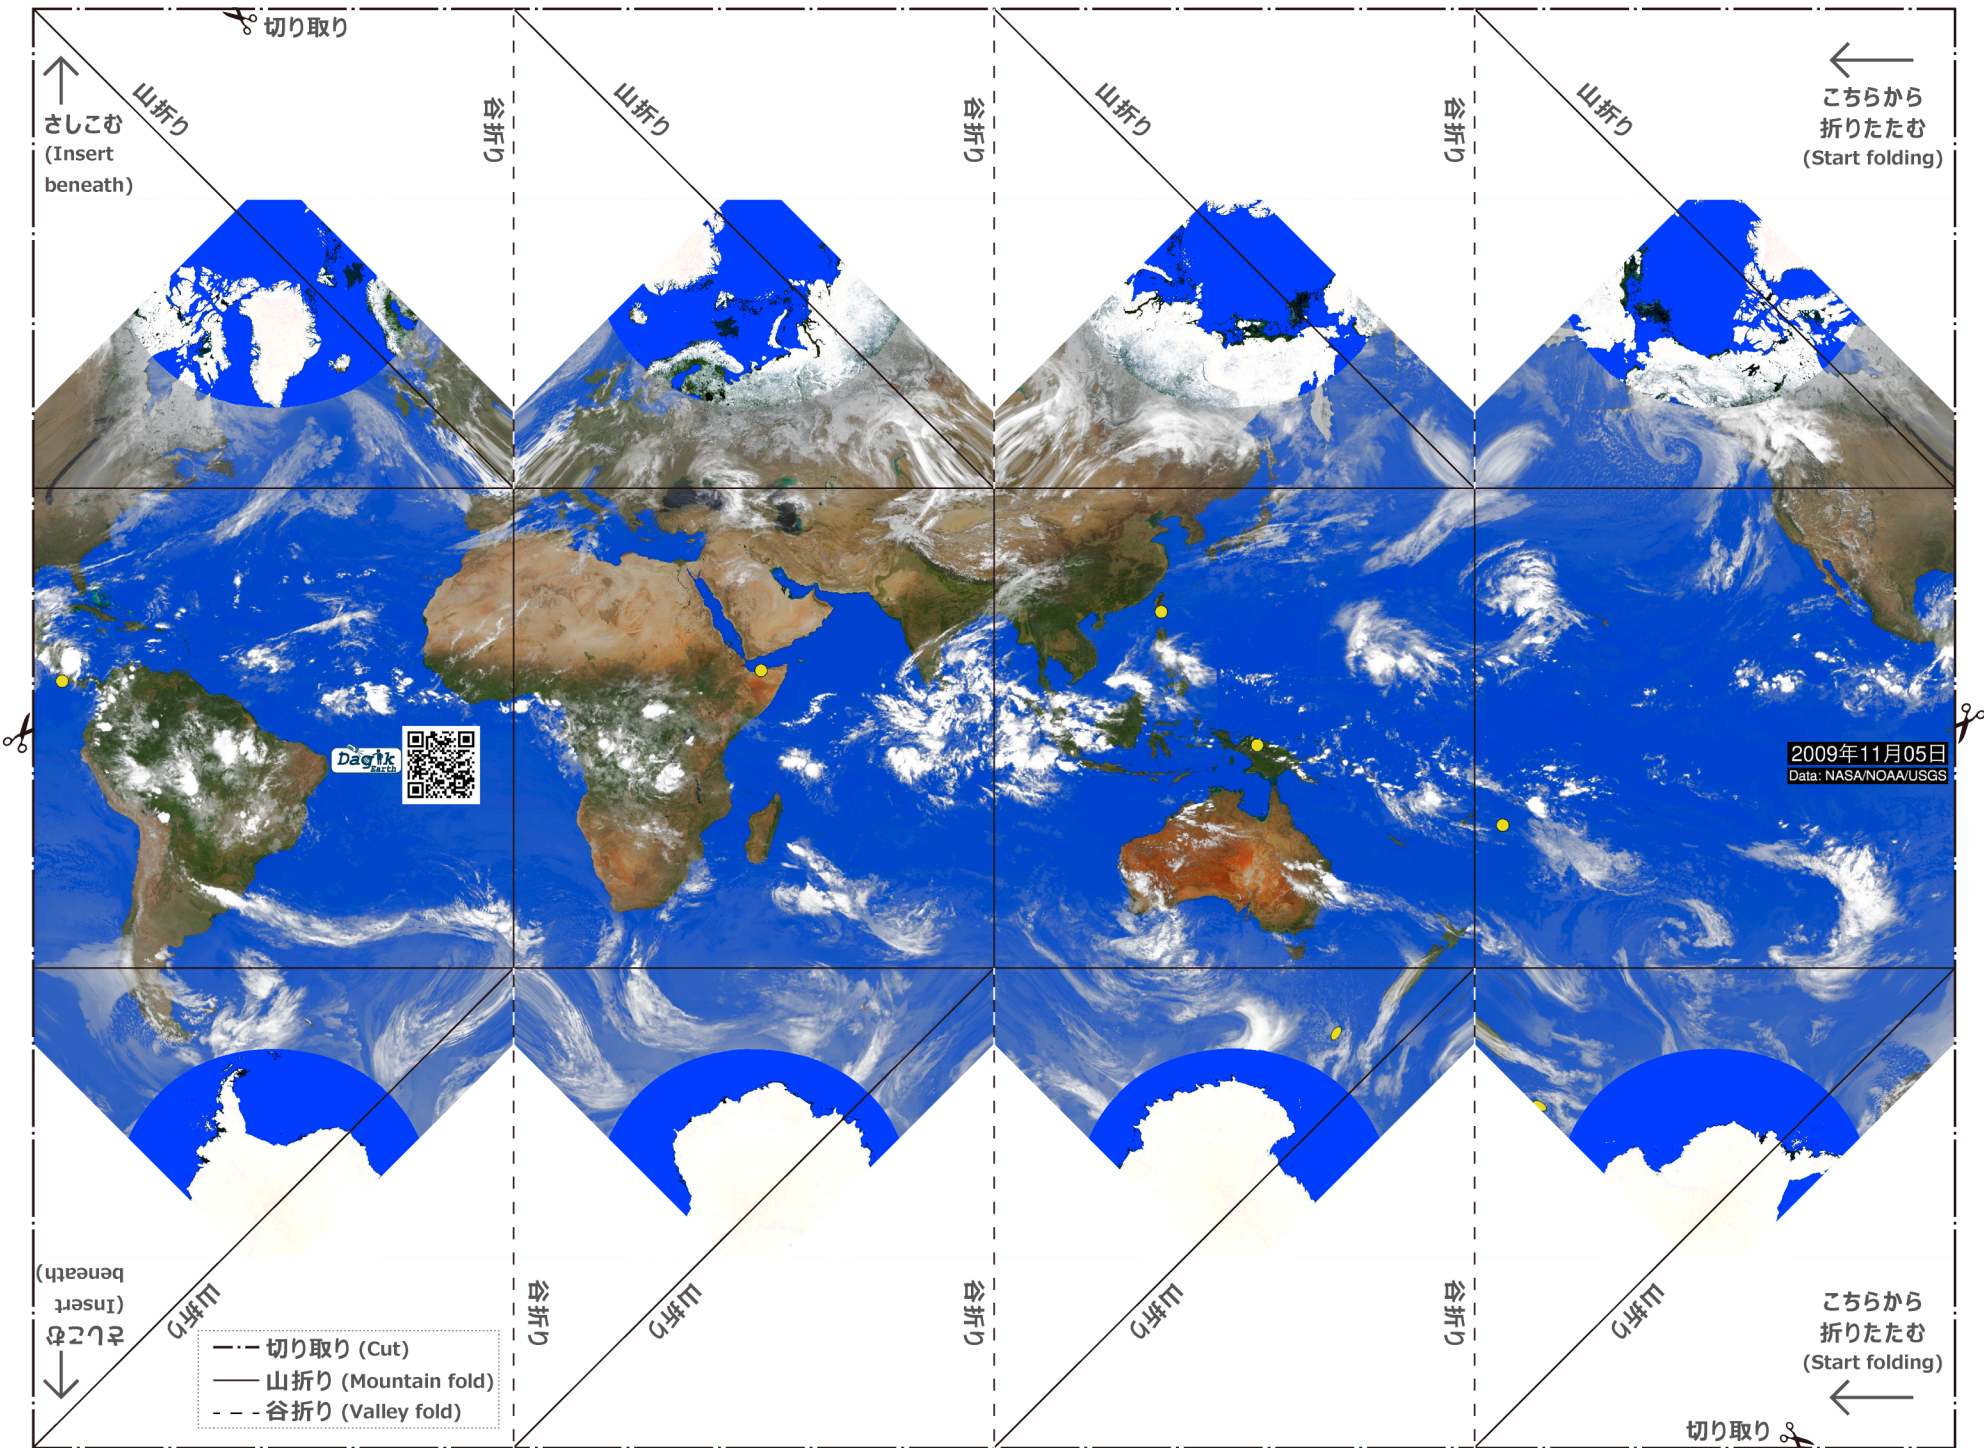 切り取り
山折り
谷折り
山折り
谷折り
山折り
谷折り
山折り
さしこむ
(Insert
beneath)
こちらから
折りたたむ
(Start folding)
Dagik
Earth
2009年11月05日
Data: NASA/NOAA/USGS
さしこむ
(Insert
beneath)
山折り
谷折り
山折り
谷折り
山折り
谷折り
山折り
こちらから
折りたたむ
(Start folding)
切り取り (Cut)
山折り (Mountain fold)
谷折り (Valley fold)
切り取り